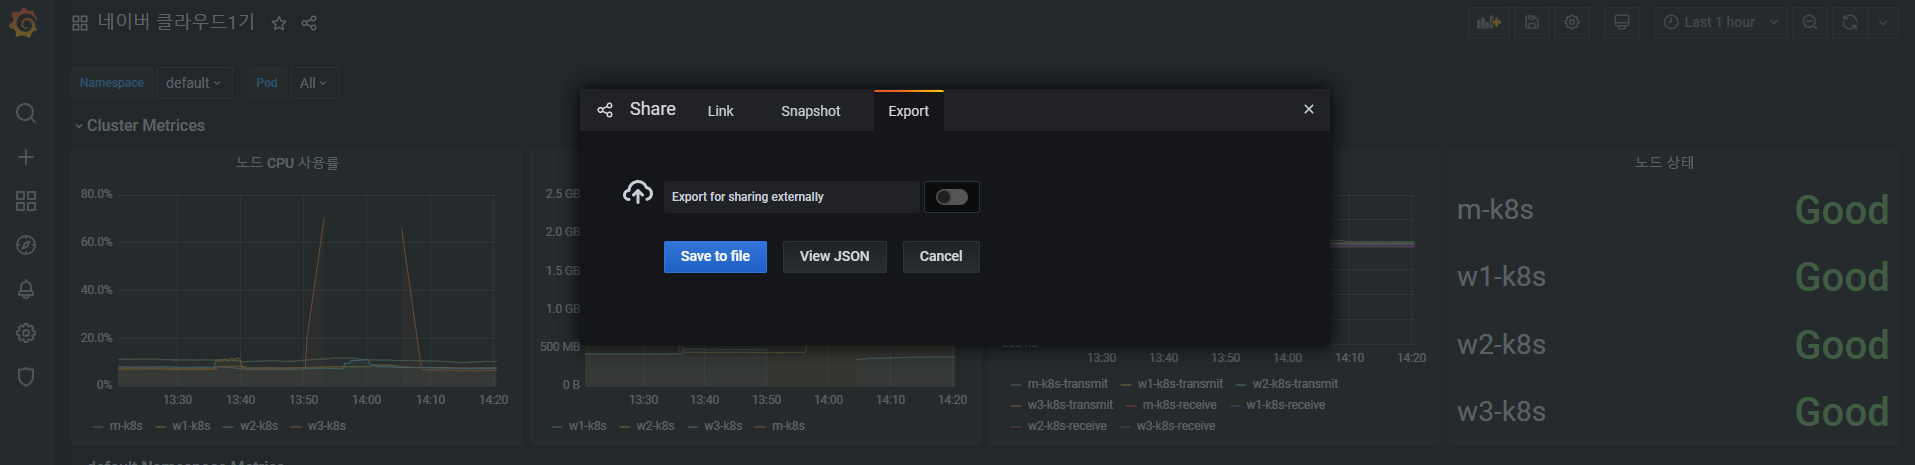 네이버 클라우드1기
Last 1 hour
Namespace default Pod All
Cluster Metrices
Share Link Snapshot Export
Export for sharing externally
Save to file View JSON Cancel
노드 CPU 사용률
80.0%
60.0%
40.0%
20.0%
0%
13:30 13:40 13:50 14:00 14:10 14:20
m-k8s w1-k8s w2-k8s w3-k8s
2.5 GB
2.0 GB
1.5 GB
1.0 GB
500 MB
0 B
13:30 13:40 13:50 14:00 14:10 14:20
w1-k8s w2-k8s w3-k8s m-k8s
13:30 13:40 13:50 14:00 14:10 14:20
m-k8s-transmit w1-k8s-transmit w2-k8s-transmit
w3-k8s-transmit m-k8s-receive w1-k8s-receive
w2-k8s-receive w3-k8s-receive
노드 상태
m-k8s Good
w1-k8s Good
w2-k8s Good
w3-k8s Good
default Namespace Metrics